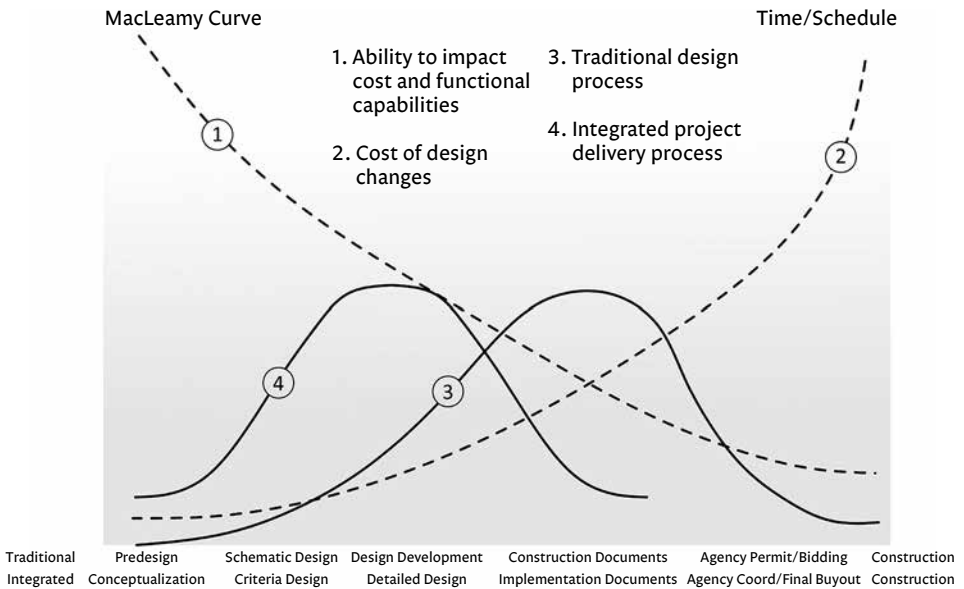 MacLeamy Curve
Time/Schedule
1. Ability to impact
cost and functional
capabilities
2. Cost of design
changes
3. Traditional design
process
4. Integrated project
delivery process
1
2
4
3
Traditional Predesign Schematic Design Design Development Construction Documents Agency Permit/Bidding Construction
Integrated Conceptualization Criteria Design Detailed Design Implementation Documents Agency Coord/Final Buyout Construction